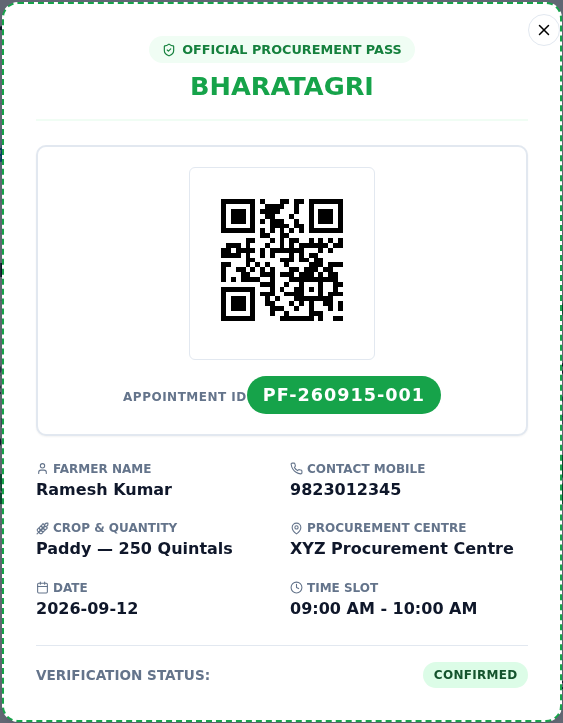 OFFICIAL PROCUREMENT PASS
BHARATAGRI
APPOINTMENT ID PF-260915-001
FARMER NAME
Ramesh Kumar
CONTACT MOBILE
9823012345
CROP & QUANTITY
Paddy — 250 Quintals
PROCUREMENT CENTRE
XYZ Procurement Centre
DATE
2026-09-12
TIME SLOT
09:00 AM - 10:00 AM
VERIFICATION STATUS: CONFIRMED